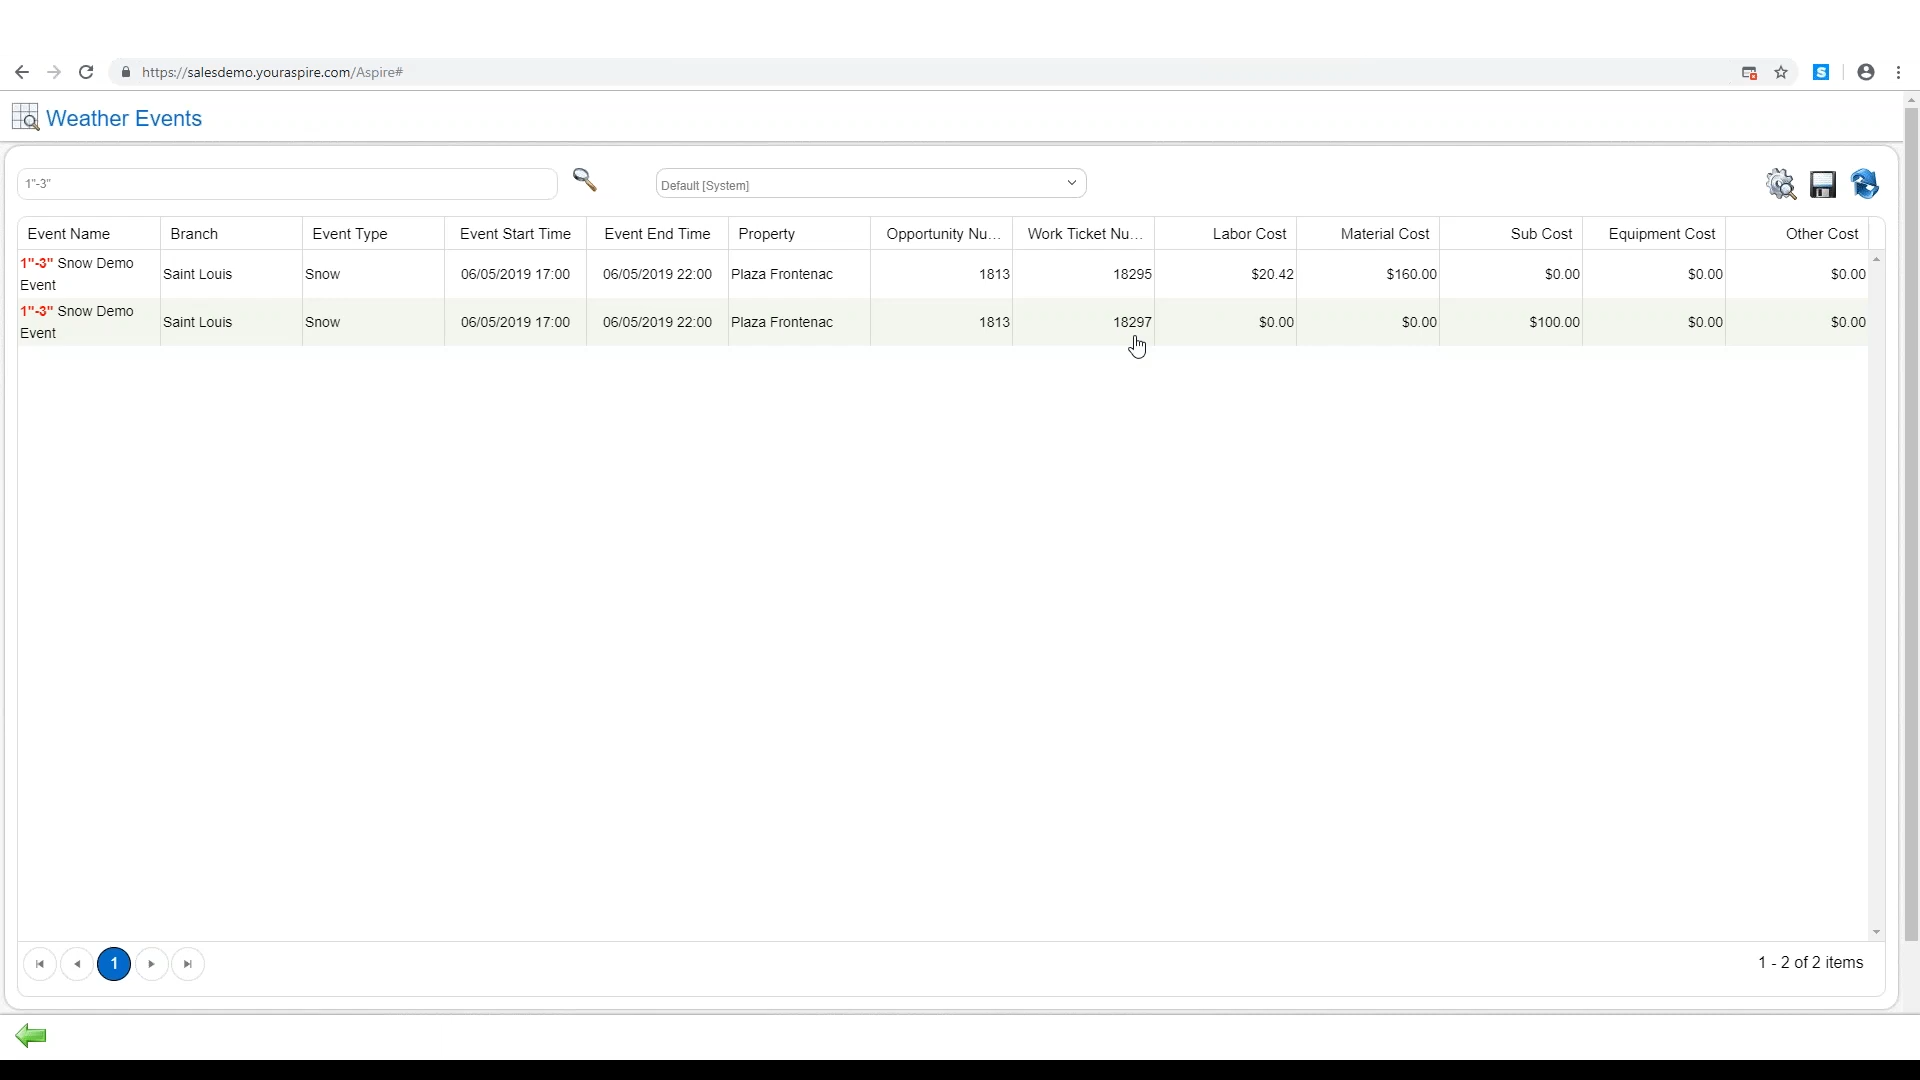 https://salesdemo.youraspire.com/Aspire#
S
Weather Events
1"-3"
Default [System]
Event Name Branch Event Type Event Start Time Event End Time Property Opportunity Nu... Work Ticket Nu... Labor Cost Material Cost Sub Cost Equipment Cost Other Cost
1"-3" Snow Demo
Event Saint Louis Snow 06/05/2019 17:00 06/05/2019 22:00 Plaza Frontenac 1813 18295 $20.42 $160.00 $0.00 $0.00 $0.00
1"-3" Snow Demo
Event Saint Louis Snow 06/05/2019 17:00 06/05/2019 22:00 Plaza Frontenac 1813 18297 $0.00 $0.00 $100.00 $0.00 $0.00
1
1 - 2 of 2 items